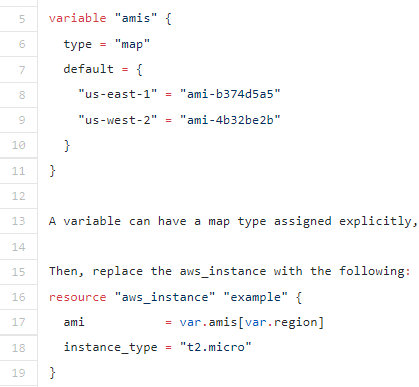 5 variable "amis" {
6 type = "map"
7 default = {
8 "us-east-1" = "ami-b374d5a5"
9 "us-west-2" = "ami-4b32be2b"
10 }
11 }
12
13 A variable can have a map type assigned explicitly,
14
15 Then, replace the aws_instance with the following:
16 resource "aws_instance" "example" {
17 ami = var.amis[var.region]
18 instance_type = "t2.micro"
19 }